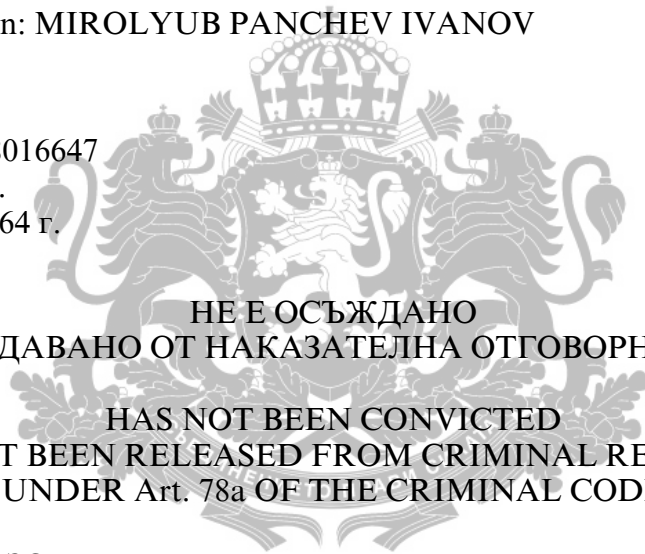 n: MIROLYUB PANCHEV IVANOV
016647
.
64 г.
НЕ Е ОСЪЖДАНО
ДАВАНО ОТ НАКАЗАТЕЛНА ОТГОВОРН
HAS NOT BEEN CONVICTED
T BEEN RELEASED FROM CRIMINAL RE
UNDER Art. 78a OF THE CRIMINAL COD